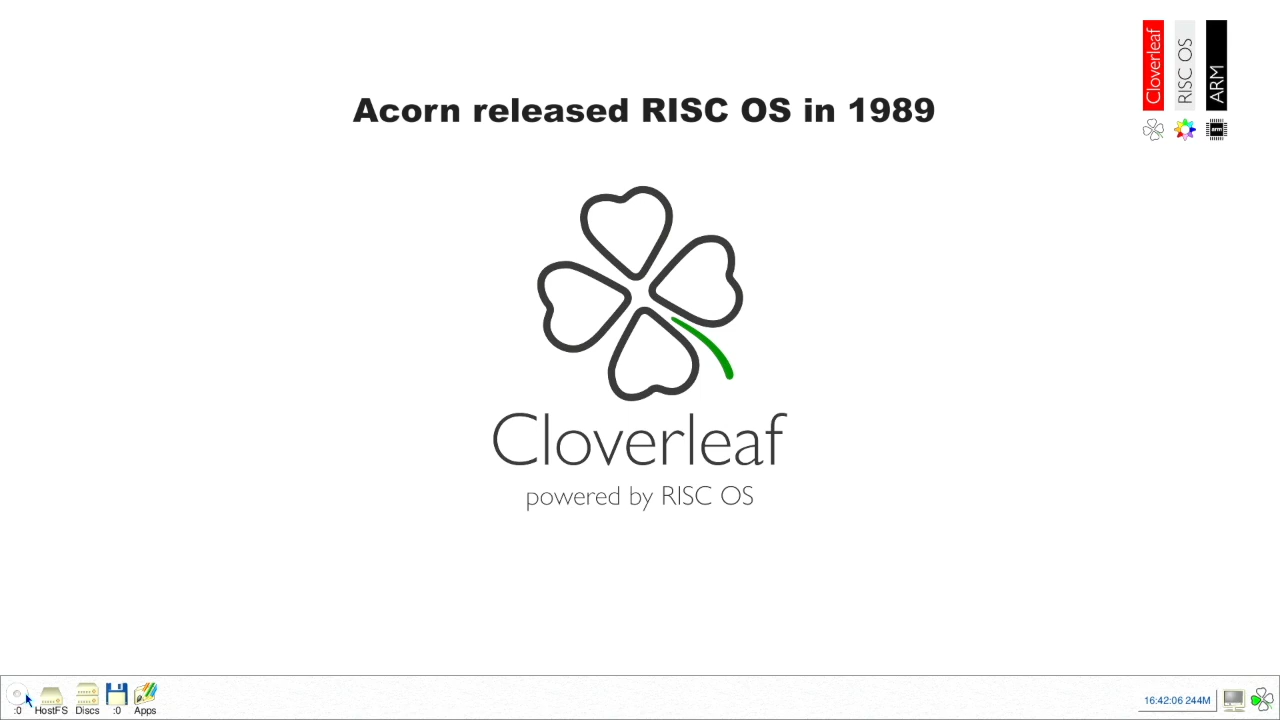 Acorn released RISC OS in 1989
Cloverleaf
RISC OS
ARM
Cloverleaf
powered by RISC OS
:0
HostFS
Discs
:0
Apps
16:42:06 244M